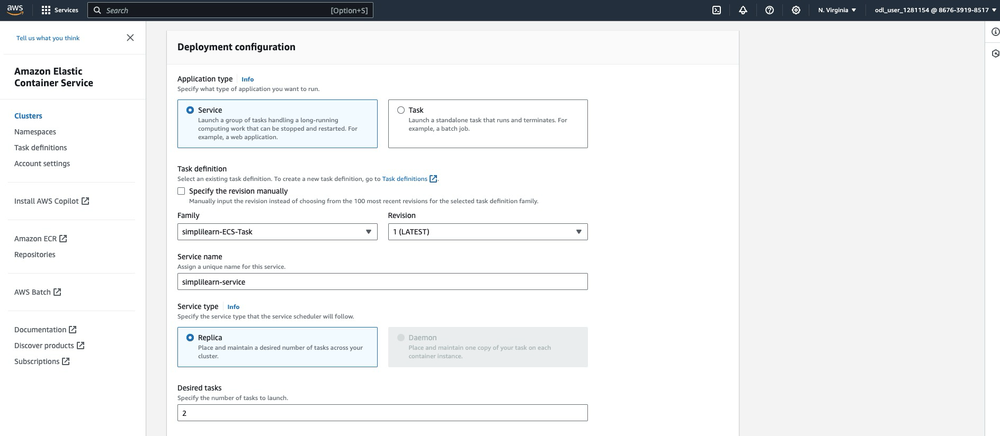 aws
Services
Search
[Option+S]
N. Virginia
odl_user_1281154 @ 8676-3919-8517
Tell us what you think
Amazon Elastic
Container Service
Clusters
Namespaces
Task definitions
Account settings
Install AWS Copilot
Amazon ECR
Repositories
AWS Batch
Documentation
Discover products
Subscriptions
Deployment configuration
Application type
Info
Specify what type of application you want to run.
Service
Launch a group of tasks handling a long-running
computing work that can be stopped and restarted. For
example, a web application.
Task
Launch a standalone task that runs and terminates. For
example, a batch job.
Task definition
Select an existing task definition. To create a new task definition, go to Task definitions.
Specify the revision manually
Manually input the revision instead of choosing from the 100 most recent revisions for the selected task definition family.
Family
simplilearn-ECS-Task
Revision
1 (LATEST)
Service name
Assign a unique name for this service.
simplilearn-service
Service type
Info
Specify the service type that the service scheduler will follow.
Replica
Place and maintain a desired number of tasks across your
cluster.
Daemon
Place and maintain one copy of your task on each
container instance.
Desired tasks
Specify the number of tasks to launch.
2